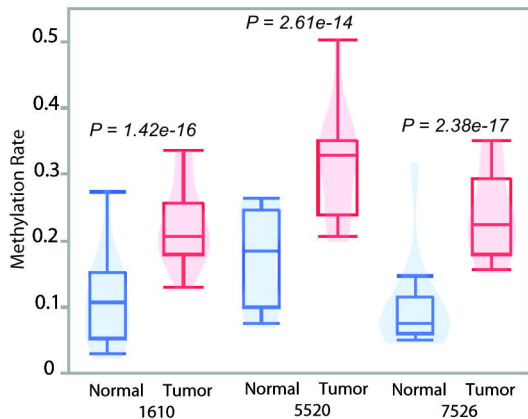 P = 2.61e-14
0.5
0.4
P = 1.42e-16
P = 2.38e-17
0.3
Methylation Rate
0.2
0.1
0
Normal Tumor Normal Tumor Normal Tumor
1610 5520 7526